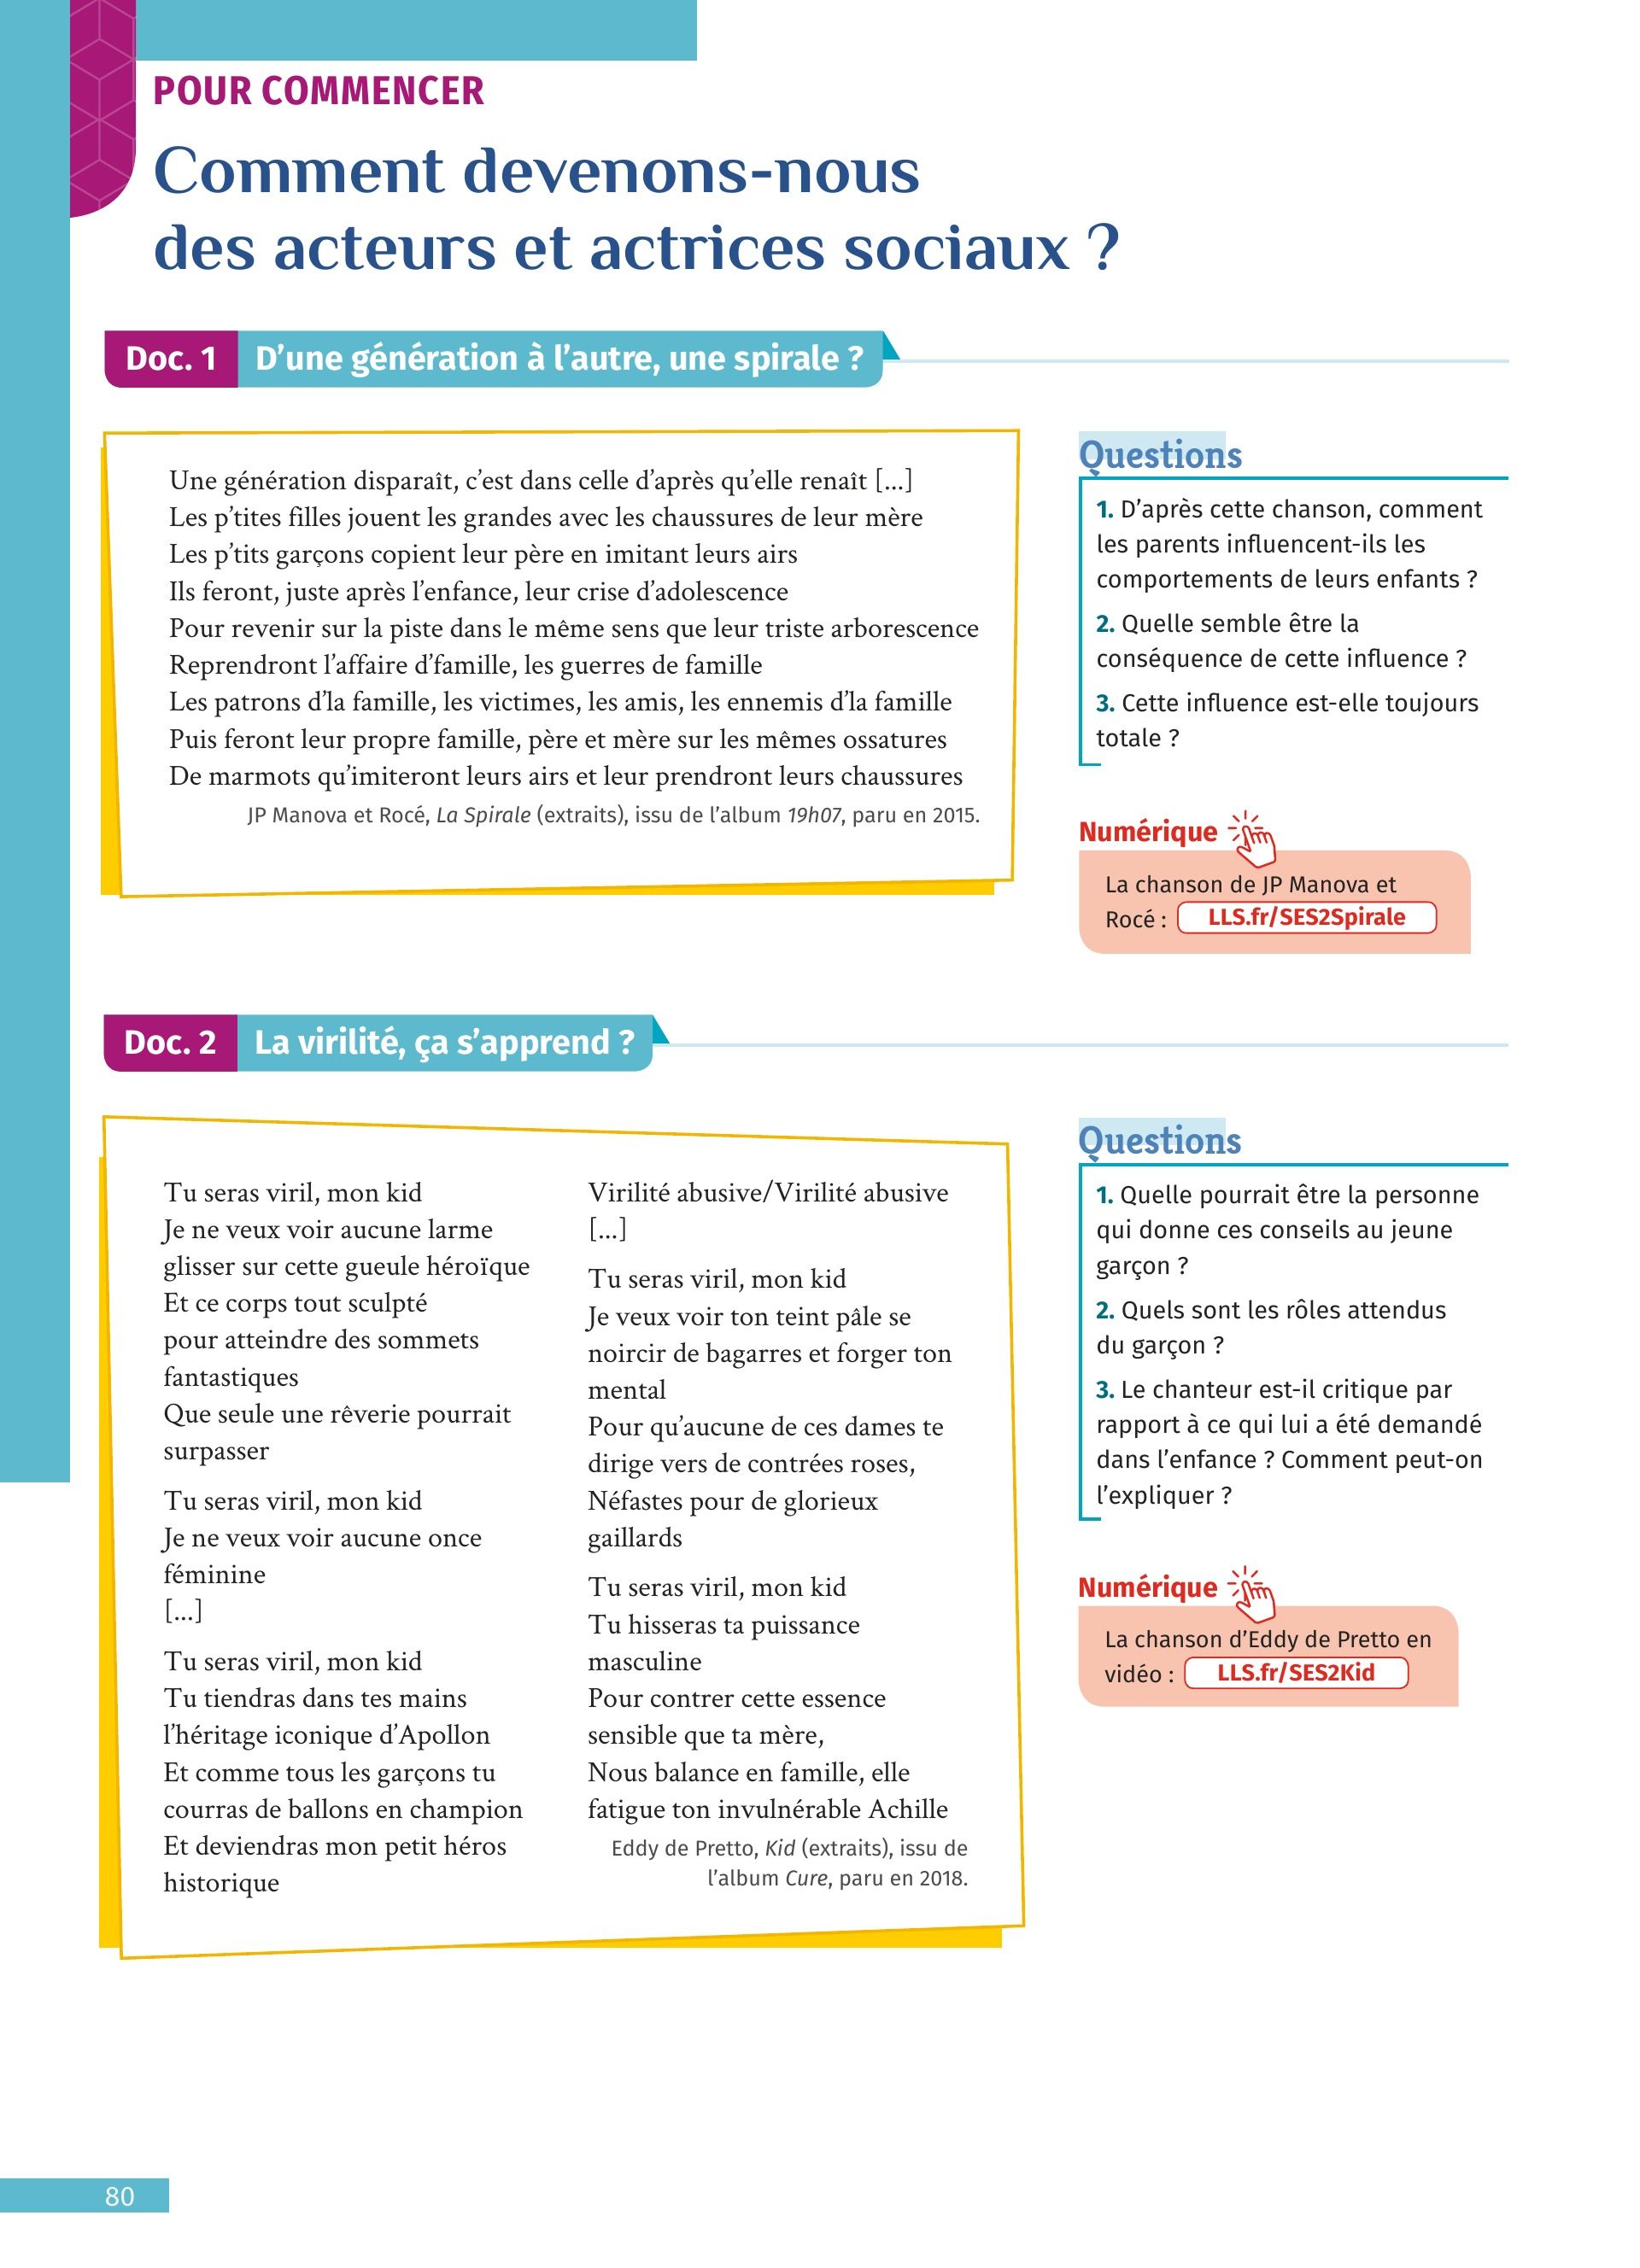 POUR COMMENCER
Comment devenons-nous
des acteurs et actrices sociaux ?
Doc. 1 D’une génération à l’autre, une spirale ?
Une génération disparaît, c’est dans celle d’après qu’elle renaît [...]
Les p’tites filles jouent les grandes avec les chaussures de leur mère
Les p’tits garçons copient leur père en imitant leurs airs
Ils feront, juste après l’enfance, leur crise d’adolescence
Pour revenir sur la piste dans le même sens que leur triste arborescence
Reprendront l’affaire d’famille, les guerres de famille
Les patrons d’la famille, les victimes, les amis, les ennemis d’la famille
Puis feront leur propre famille, père et mère sur les mêmes ossatures
De marmots qu’imiteront leurs airs et leur prendront leurs chaussures
JP Manova et Rocé, La Spirale (extraits), issu de l’album 19h07, paru en 2015.
Questions
1. D’après cette chanson, comment
les parents influencent-ils les
comportements de leurs enfants ?
2. Quelle semble être la
conséquence de cette influence ?
3. Cette influence est-elle toujours
totale ?
Numérique
La chanson de JP Manova et
Rocé : LLS.fr/SES2Spirale
Doc. 2 La virilité, ça s’apprend ?
Tu seras viril, mon kid
Je ne veux voir aucune larme
glisser sur cette gueule héroïque
Et ce corps tout sculpté
pour atteindre des sommets
fantastiques
Que seule une rêverie pourrait
surpasser
Tu seras viril, mon kid
Je ne veux voir aucune once
féminine
[...]
Tu seras viril, mon kid
Tu tiendras dans tes mains
l’héritage iconique d’Apollon
Et comme tous les garçons tu
courras de ballons en champion
Et deviendras mon petit héros
historique
Virilité abusive/Virilité abusive
[...]
Tu seras viril, mon kid
Je veux voir ton teint pâle se
noircir de bagarres et forger ton
mental
Pour qu’aucune de ces dames te
dirige vers de contrées roses,
Néfastes pour de glorieux
gaillards
Tu seras viril, mon kid
Tu hisseras ta puissance
masculine
Pour contrer cette essence
sensible que ta mère,
Nous balance en famille, elle
fatigue ton invulnérable Achille
Eddy de Pretto, Kid (extraits), issu de
l’album Cure, paru en 2018.
Questions
1. Quelle pourrait être la personne
qui donne ces conseils au jeune
garçon ?
2. Quels sont les rôles attendus
du garçon ?
3. Le chanteur est-il critique par
rapport à ce qui lui a été demandé
dans l’enfance ? Comment peut-on
l’expliquer ?
Numérique
La chanson d’Eddy de Pretto en
vidéo : LLS.fr/SES2Kid
80